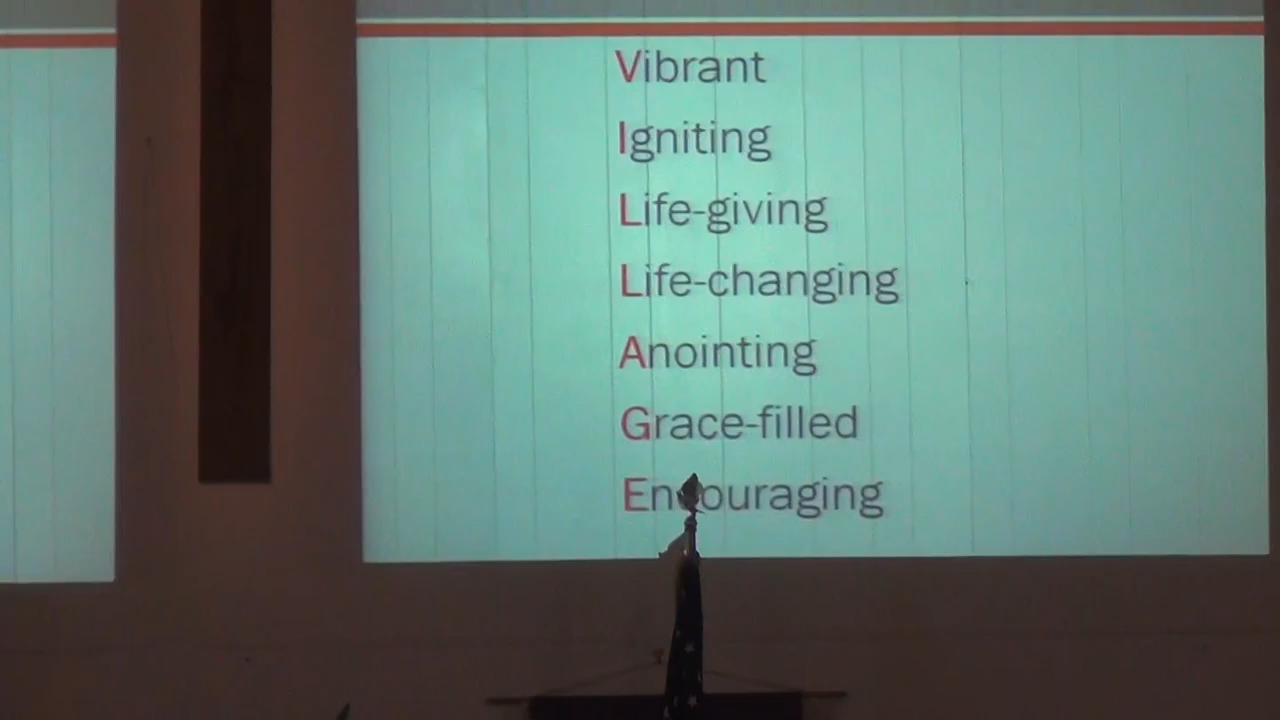 Vibrant
Igniting
Life-giving
Life-changing
Anointing
Grace-filled
Encouraging